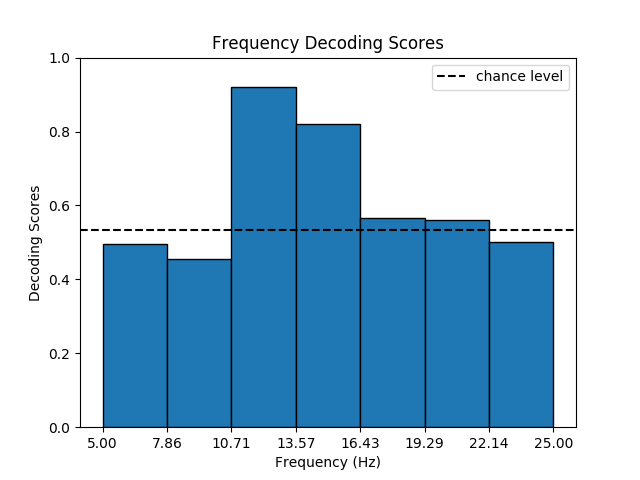 Frequency Decoding Scores
chance level
1.0
0.8
0.6
0.4
0.2
0.0
Decoding Scores
5.00 7.86 10.71 13.57 16.43 19.29 22.14 25.00
Frequency (Hz)